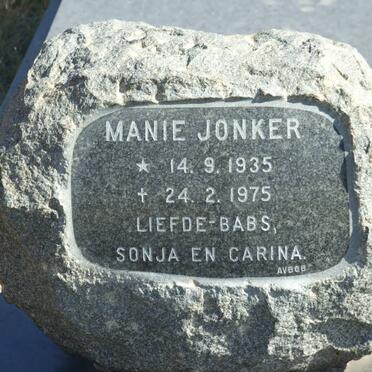 MANIE JONKER
★ 14.9.1935
✝ 24.2.1975
LIEFDE-BABS,
SONJA EN CARINA.
AVBOB